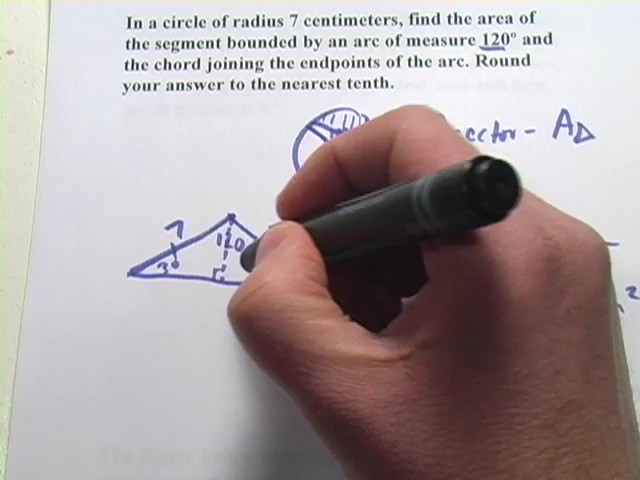 In a circle of radius 7 centimeters, find the area of
the segment bounded by an arc of measure 120° and
the chord joining the endpoints of the arc. Round
your answer to the nearest tenth.
ector - A△
7
120
30
2